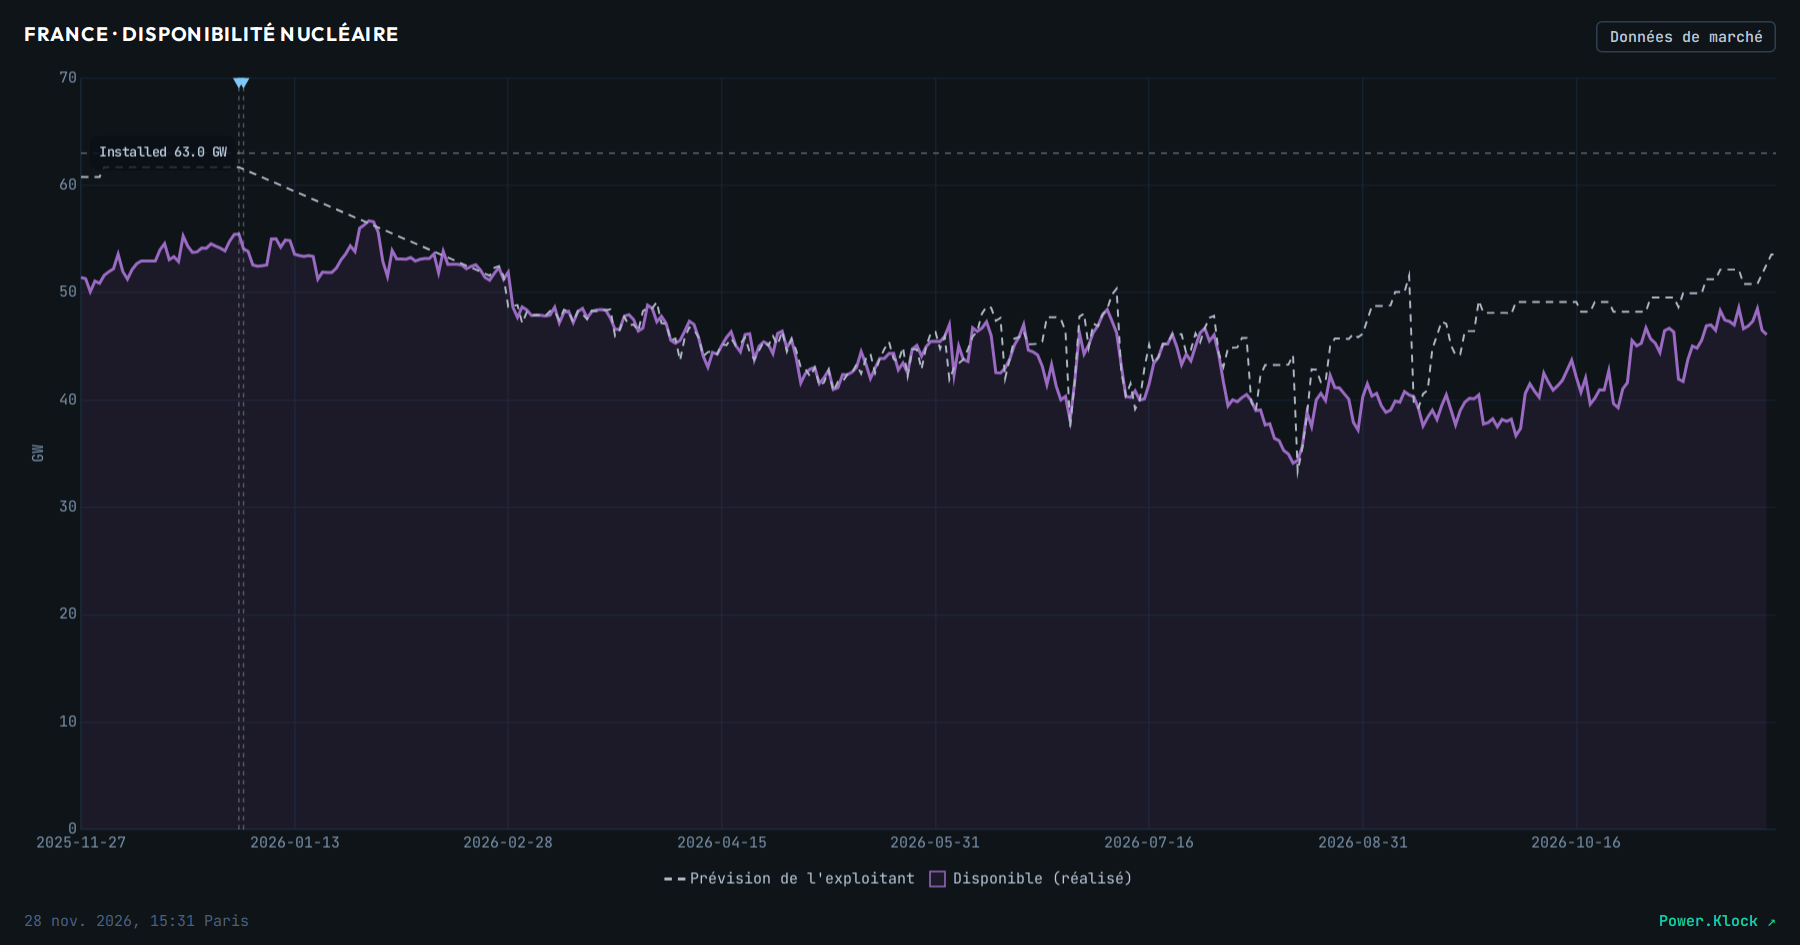 FRANCE · DISPONIBILITÉ NUCLÉAIRE
Données de marché
70
Installed 63.0 GW
60
50
40
GW
30
20
10
0
2025-11-27 2026-01-13 2026-02-28 2026-04-15 2026-05-31 2026-07-16 2026-08-31 2026-10-16
Prévision de l'exploitant Disponible (réalisé)
28 nov. 2026, 15:31 Paris
Power.Klock ↗